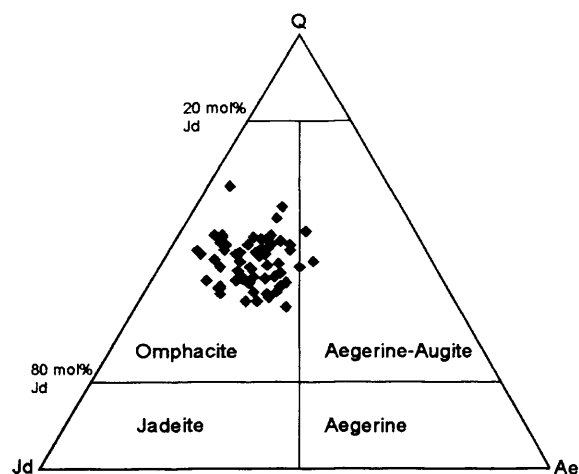 Q
20 mol%
Jd
Omphacite
Aegerine-Augite
80 mol%
Jd
Jadeite
Aegerine
Jd
Ae